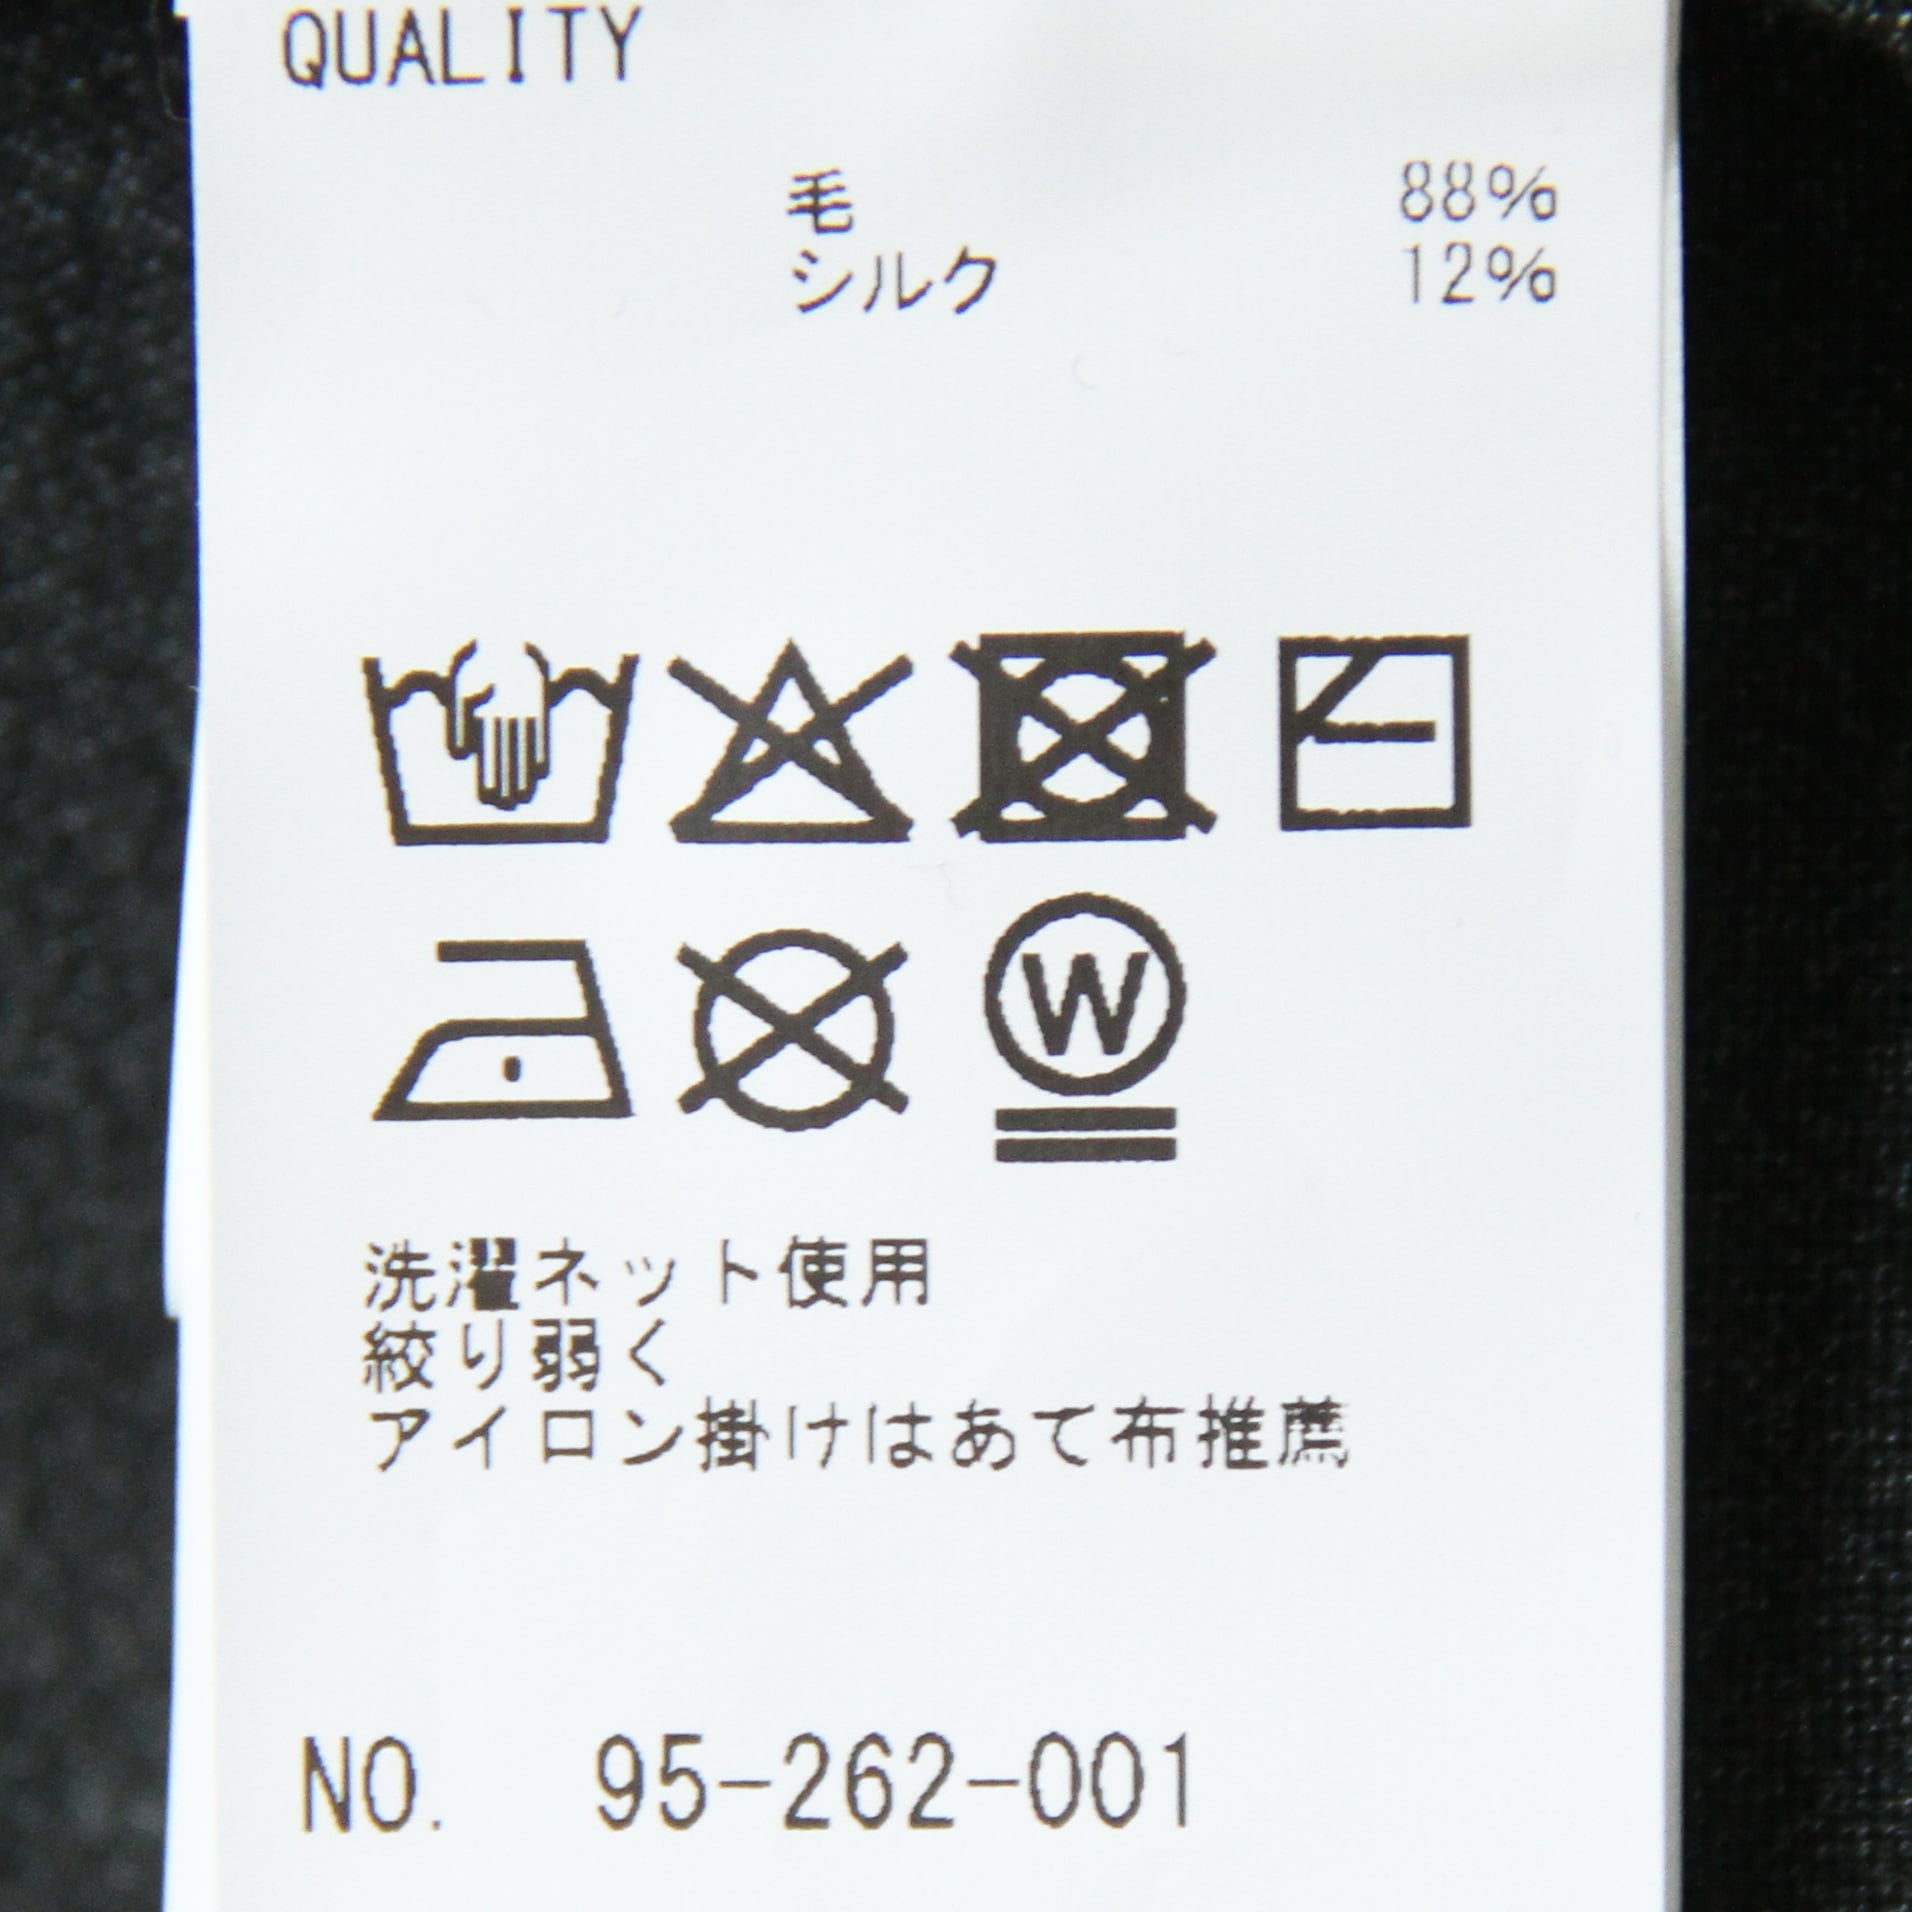 QUALITY
毛 88%
シルク 12%
W
洗濯ネット使用
絞り弱く
アイロン掛けはあて布推薦
NO. 95-262-001